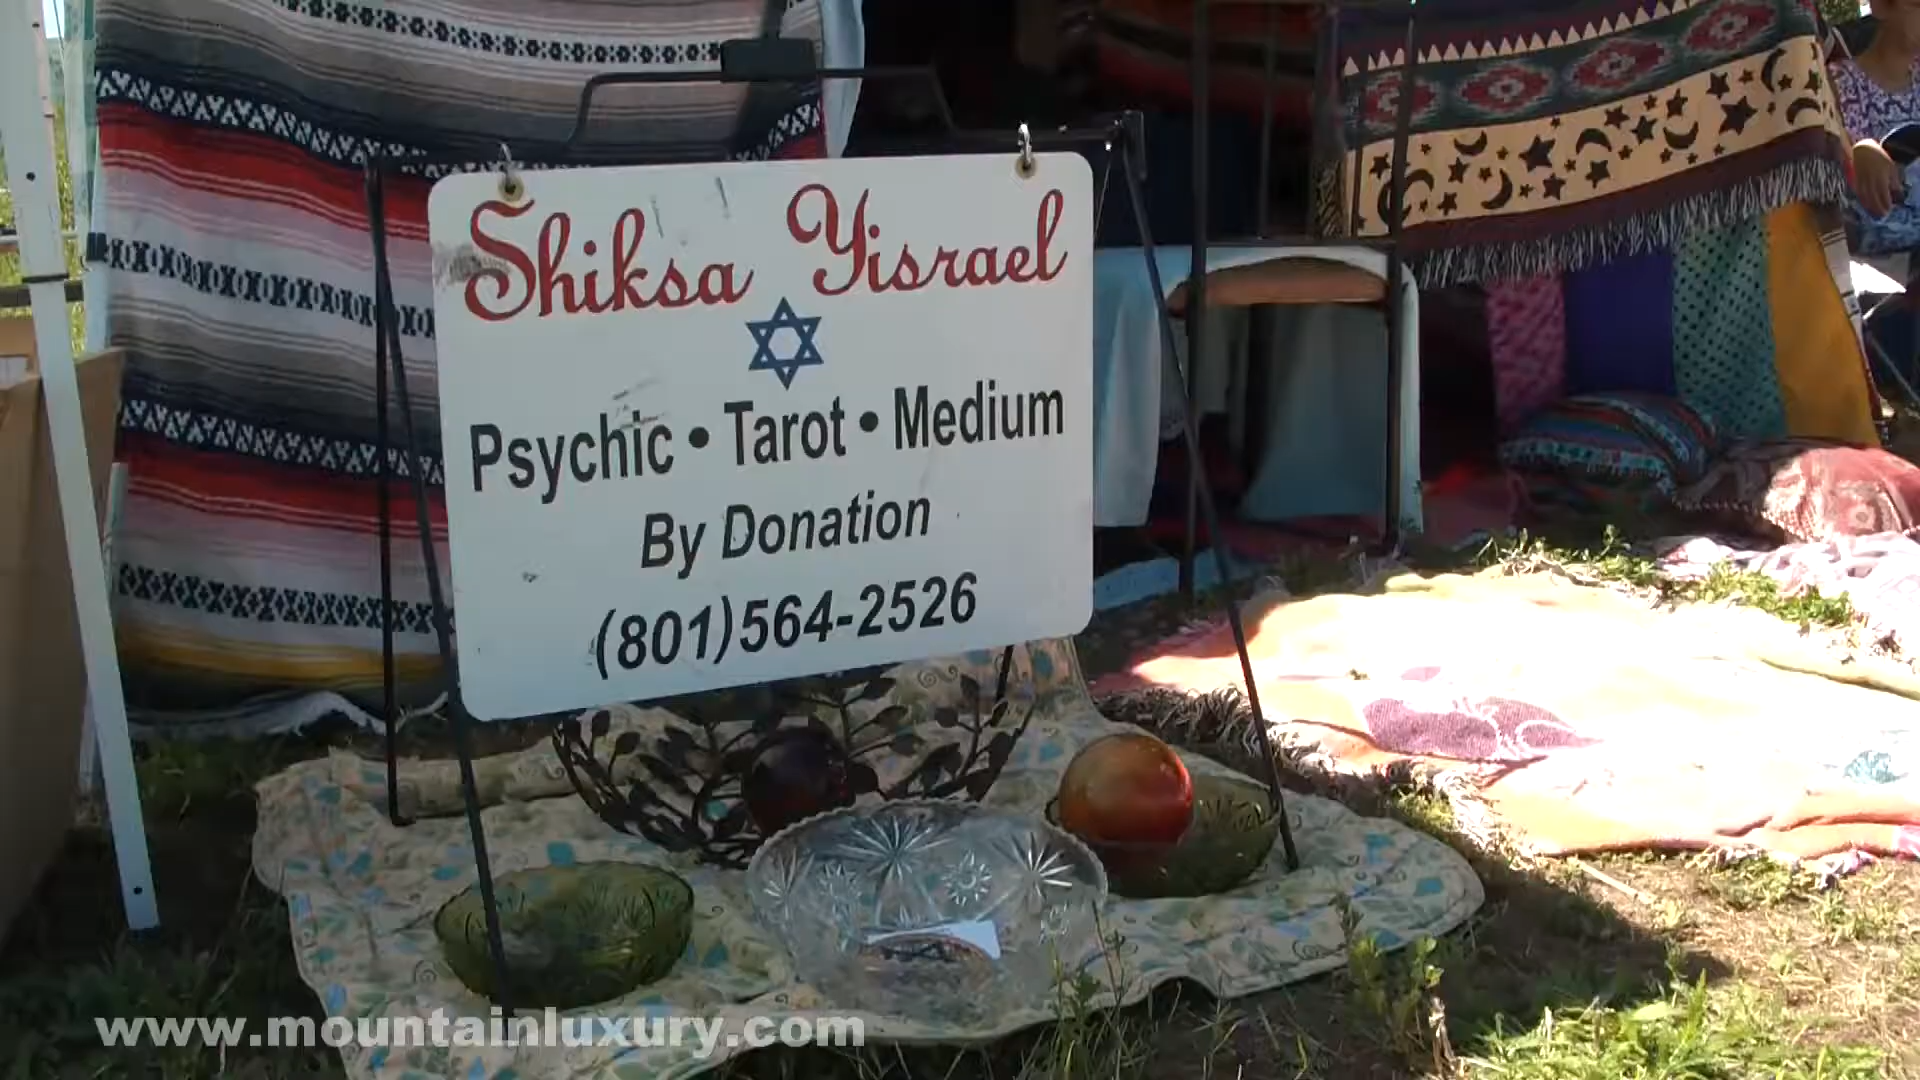 Shiksa Yisrael
Psychic • Tarot • Medium
By Donation
(801)564-2526
www.mountainluxury.com